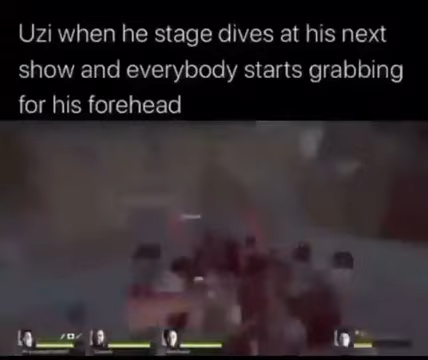 Uzi when he stage dives at his next
show and everybody starts grabbing
for his forehead